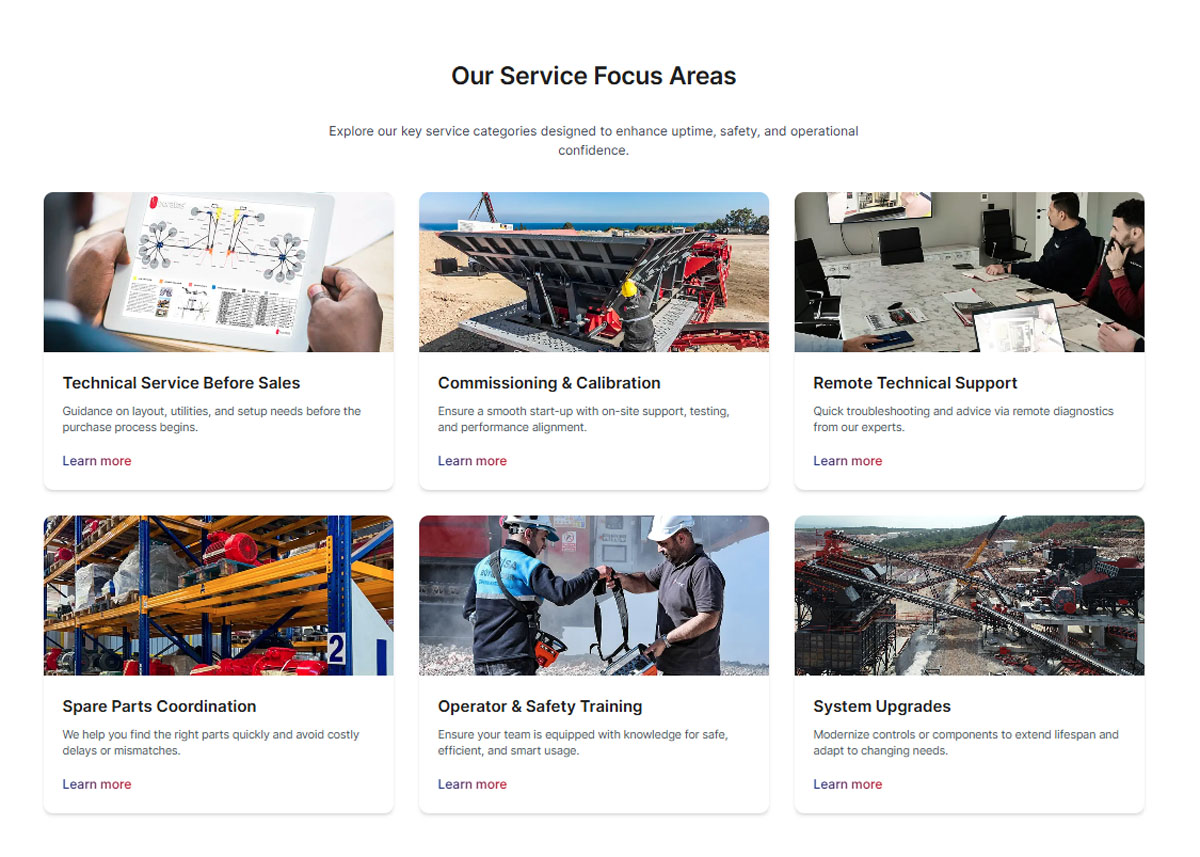 Our Service Focus Areas
Explore our key service categories designed to enhance uptime, safety, and operational
confidence.
Technical Service Before Sales
Guidance on layout, utilities, and setup needs before the
purchase process begins.
Learn more
Commissioning & Calibration
Ensure a smooth start-up with on-site support, testing,
and performance alignment.
Learn more
Remote Technical Support
Quick troubleshooting and advice via remote diagnostics
from our experts.
Learn more
2
Spare Parts Coordination
We help you find the right parts quickly and avoid costly
delays or mismatches.
Learn more
Operator & Safety Training
Ensure your team is equipped with knowledge for safe,
efficient, and smart usage.
Learn more
System Upgrades
Modernize controls or components to extend lifespan and
adapt to changing needs.
Learn more